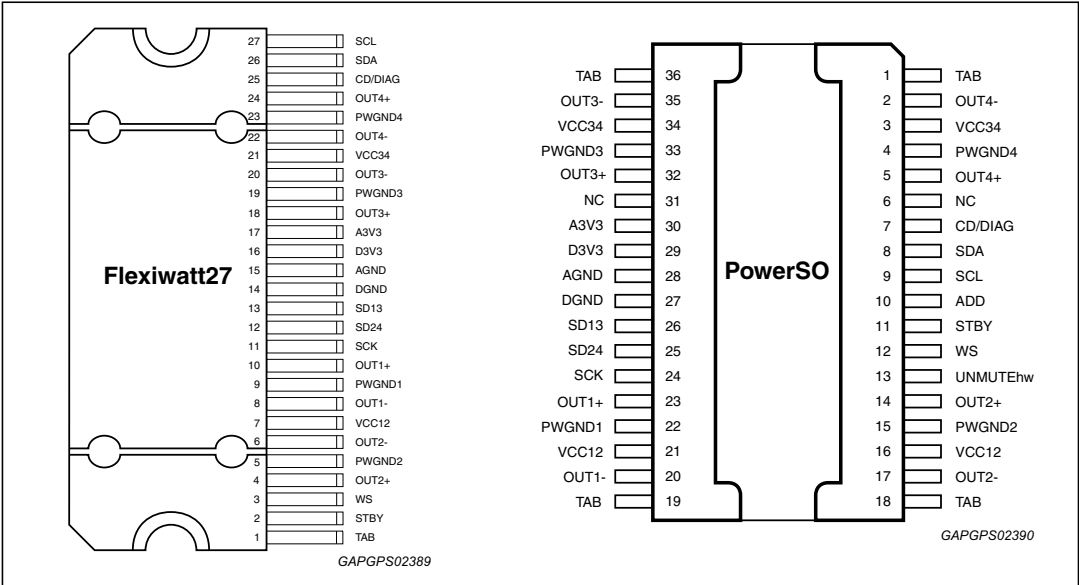 27 SCL
26 SDA
25 CD/DIAG
24 OUT4+
23 PWGND4
22 OUT4-
21 VCC34
20 OUT3-
19 PWGND3
18 OUT3+
17 A3V3
16 D3V3
15 AGND
14 DGND
13 SD13
12 SD24
11 SCK
10 OUT1+
9 PWGND1
8 OUT1-
7 VCC12
6 OUT2-
5 PWGND2
4 OUT2+
3 WS
2 STBY
1 TAB
Flexiwatt27
GAPGPS02389
TAB 36 1 TAB
OUT3- 35 2 OUT4-
VCC34 34 3 VCC34
PWGND3 33 4 PWGND4
OUT3+ 32 5 OUT4+
NC 31 6 NC
A3V3 30 7 CD/DIAG
D3V3 29 8 SDA
AGND 28 9 SCL
DGND 27 10 ADD
SD13 26 11 STBY
SD24 25 12 WS
SCK 24 13 UNMUTEhw
OUT1+ 23 14 OUT2+
PWGND1 22 15 PWGND2
VCC12 21 16 VCC12
OUT1- 20 17 OUT2-
TAB 19 18 TAB
PowerSO
GAPGPS02390